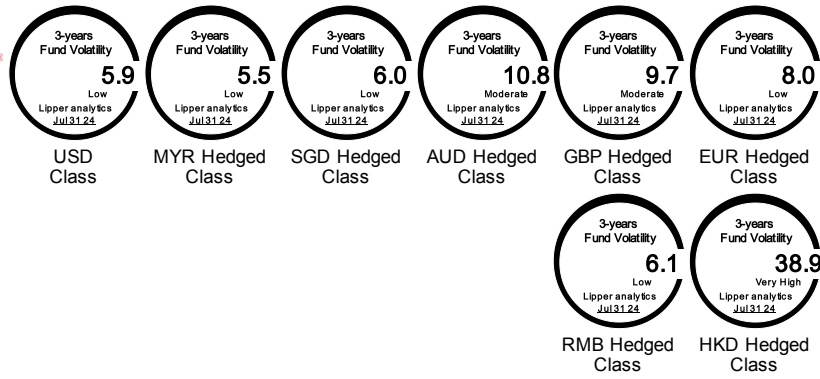 3-years
Fund Volatility
5.9
Low
Lipper analytics
Jul 31 24
USD
Class
3-years
Fund Volatility
5.5
Low
Lipper analytics
Jul 31 24
MYR Hedged
Class
3-years
Fund Volatility
6.0
Low
Lipper analytics
Jul 31 24
SGD Hedged
Class
3-years
Fund Volatility
10.8
Moderate
Lipper analytics
Jul 31 24
AUD Hedged
Class
3-years
Fund Volatility
9.7
Moderate
Lipper analytics
Jul 31 24
GBP Hedged
Class
3-years
Fund Volatility
8.0
Low
Lipper analytics
Jul 31 24
EUR Hedged
Class
3-years
Fund Volatility
6.1
Low
Lipper analytics
Jul 31 24
RMB Hedged
Class
3-years
Fund Volatility
38.9
Very High
Lipper analytics
Jul 31 24
HKD Hedged
Class